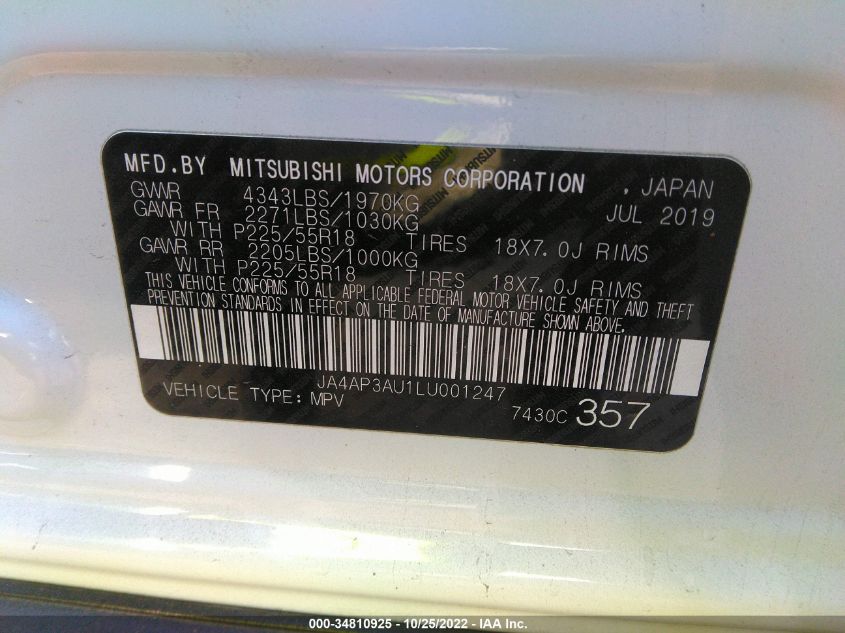 MFD.BY MITSUBISHI MOTORS CORPORATION , JAPAN
GVWR 4343LBS/1970KG JUL 2019
GAWR FR 2271LBS/1030KG
WITH P225/55R18 TIRES 18X7.0J RIMS
GAWR RR 2205LBS/1000KG
WITH P225/55R18 TIRES 18X7.0J RIMS
THIS VEHICLE CONFORMS TO ALL APPLICABLE FEDERAL MOTOR VEHICLE SAFETY AND THEFT
PREVENTION STANDARDS IN EFFECT ON THE DATE OF MANUFACTURE SHOWN ABOVE.
JA4AP3AU1LU001247
VEHICLE TYPE: MPV 7430C 357
000-34810925 - 10/25/2022 - IAA Inc.